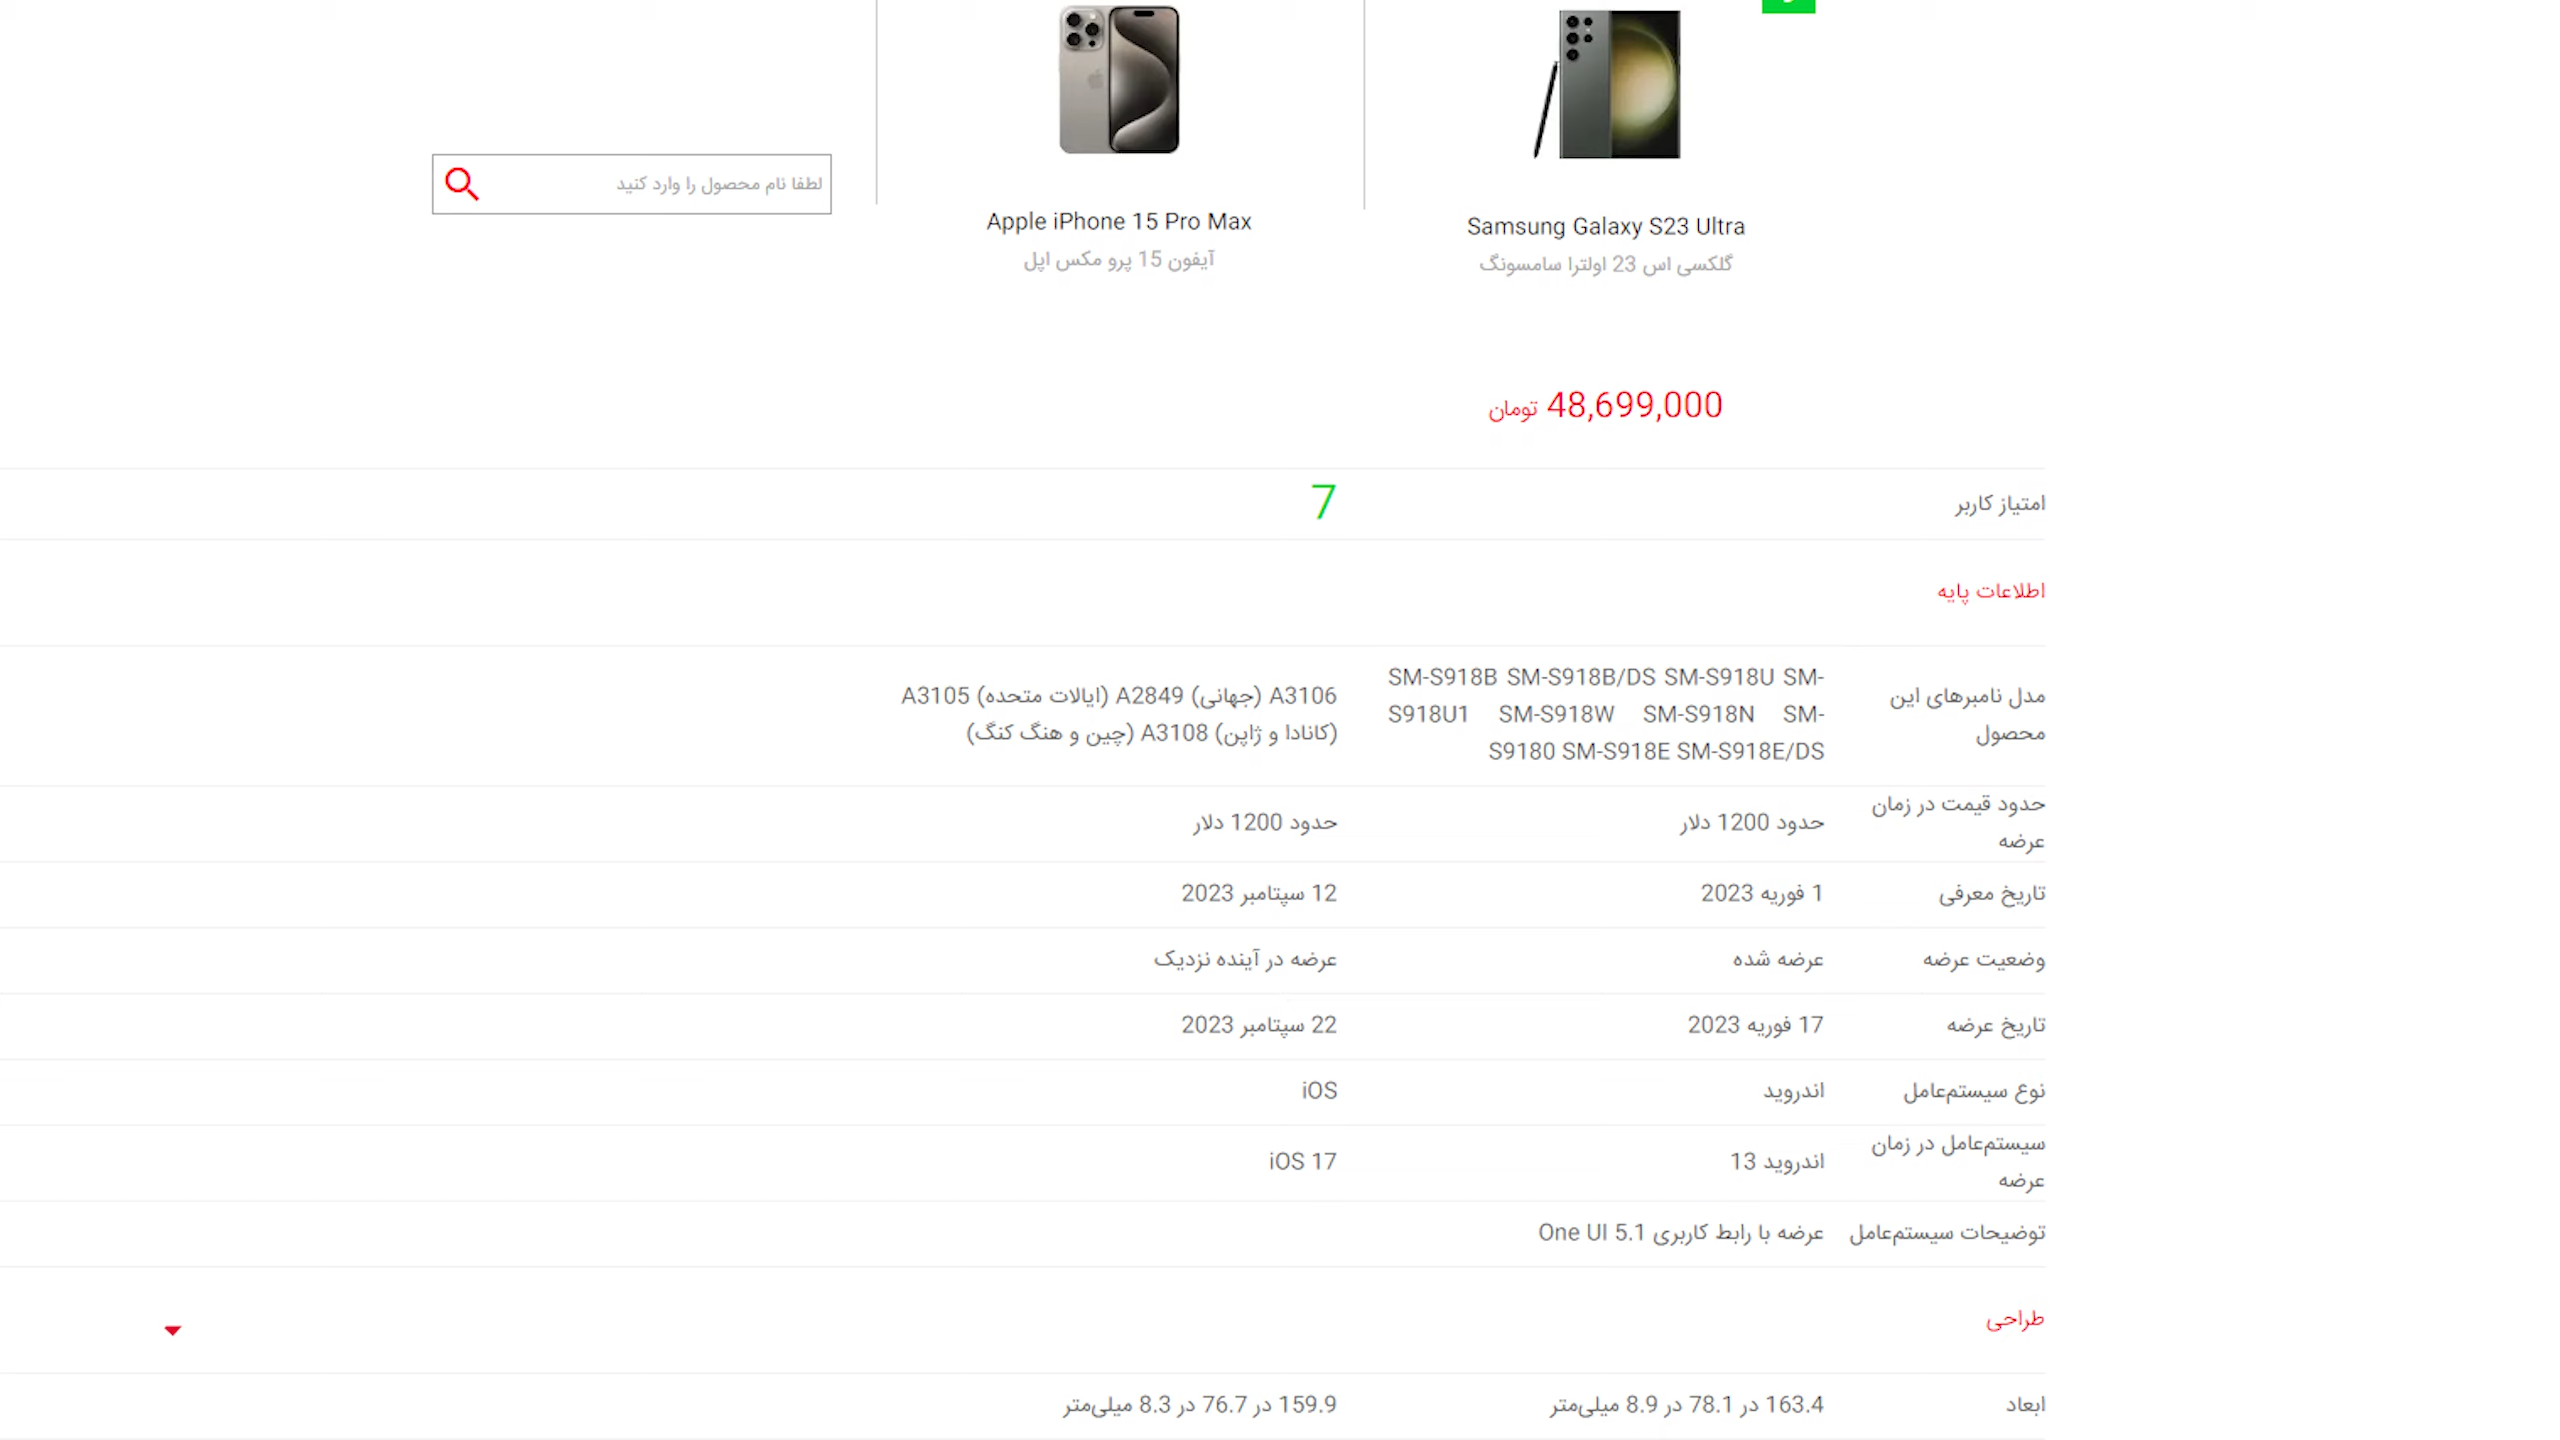 Samsung Galaxy S23 Ultra
گلکسی اس 23 اولترا سامسونگ
48,699,000 تومان
Apple iPhone 15 Pro Max
آیفون 15 پرو مکس اپل
لطفا نام محصول را وارد کنید
امتیاز کاربر
7
اطلاعات پایه
مدل نامبرهای این
محصول
SM-S918B SM-S918B/DS SM-S918U SM-
S918U1 SM-S918W SM-S918N SM-
S9180 SM-S918E SM-S918E/DS
A3106 (جهانی) A2849 (ایالات متحده) A3105
(کانادا و ژاپن) A3108 (چین و هنگ کنگ)
حدود قیمت در زمان
عرضه
حدود 1200 دلار
حدود 1200 دلار
تاریخ معرفی
1 فوریه 2023
12 سپتامبر 2023
وضعیت عرضه
عرضه شده
عرضه در آینده نزدیک
تاریخ عرضه
17 فوریه 2023
22 سپتامبر 2023
نوع سیستم‌عامل
اندروید
iOS
سیستم‌عامل در زمان
عرضه
اندروید 13
iOS 17
توضیحات سیستم‌عامل
عرضه با رابط کاربری One UI 5.1
طراحی
ابعاد
163.4 در 78.1 در 8.9 میلی‌متر
159.9 در 76.7 در 8.3 میلی‌متر